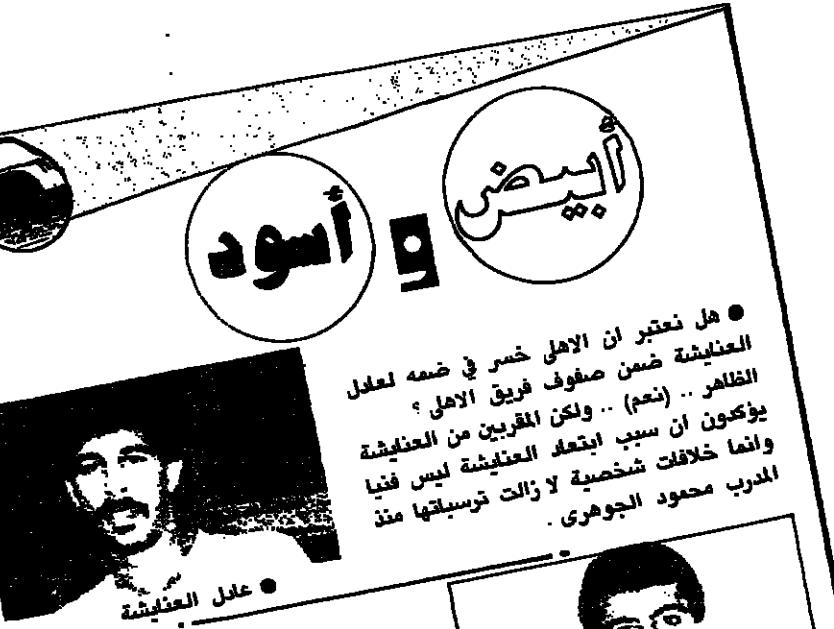 أبيض
و
أسود
● هل نعتبر ان الاهلى خسر في ضمه لعادل
العنايشة ضمن صفوف فريق الاهلى ؟
الظاهر .. (نعم) .. ولكن المقربين من العنايشة
يؤكدون ان سبب ابتعاد العنايشة ليس فنيا
وانما خلافات شخصية لا زالت ترسباتها منذ
المدرب محمود الجوهرى .
● عادل العنايشة